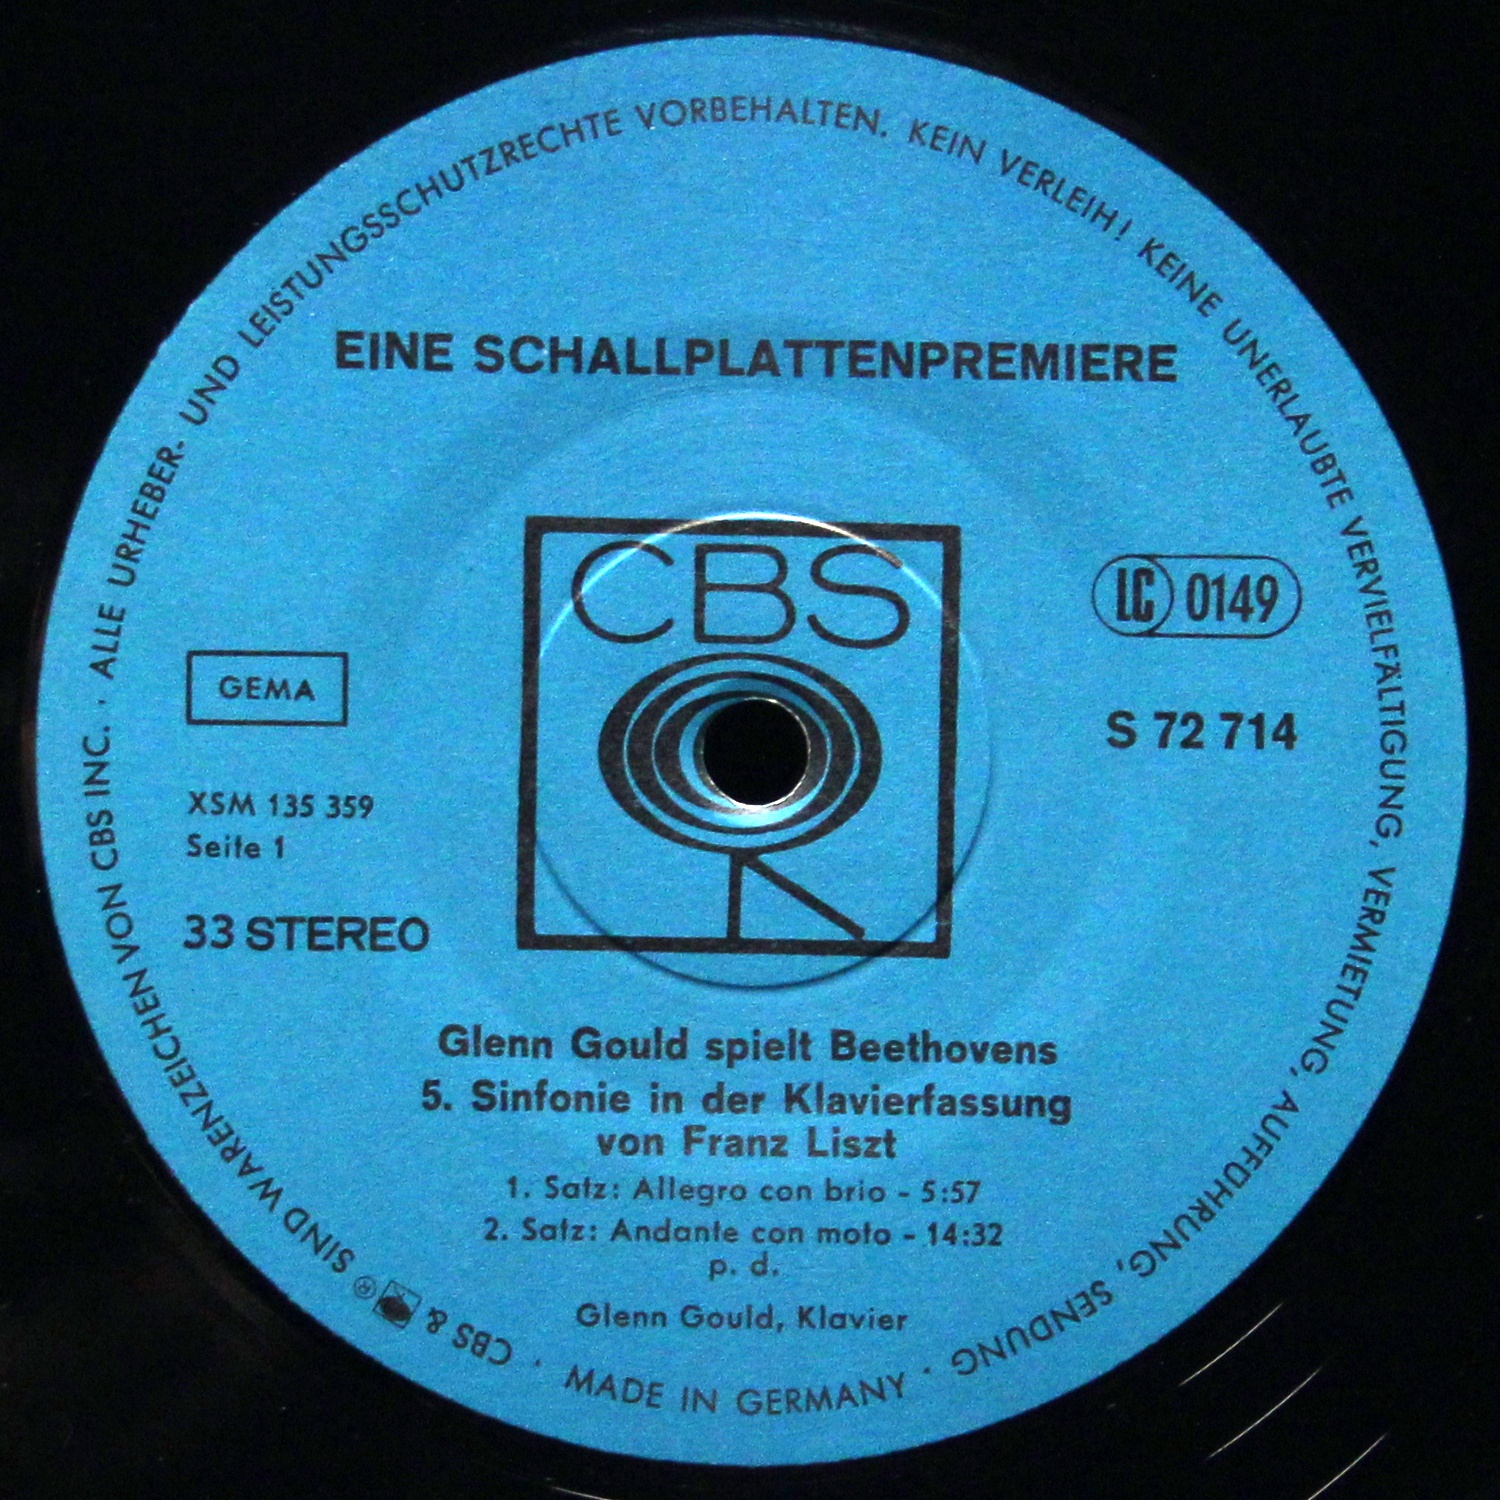 ALLE URHEBER- UND LEISTUNGSSCHUTZRECHTE VORBEHALTEN. KEIN VERLEIH! KEINE UNERLAUBTE VERVIELFÄLTIGUNG, VERMIETUNG, AUFFÜHRUNG, SENDUNG ·
EINE SCHALLPLATTENPREMIERE
CBS
LC 0149
GEMA
S 72 714
XSM 135 359
Seite 1
33 STEREO
Glenn Gould spielt Beethovens
5. Sinfonie in der Klavierfassung
von Franz Liszt
1. Satz: Allegro con brio - 5:57
2. Satz: Andante con moto - 14:32
p. d.
Glenn Gould, Klavier
MADE IN GERMANY ·
CBS & ® SIND WARENZEICHEN VON CBS INC. ·